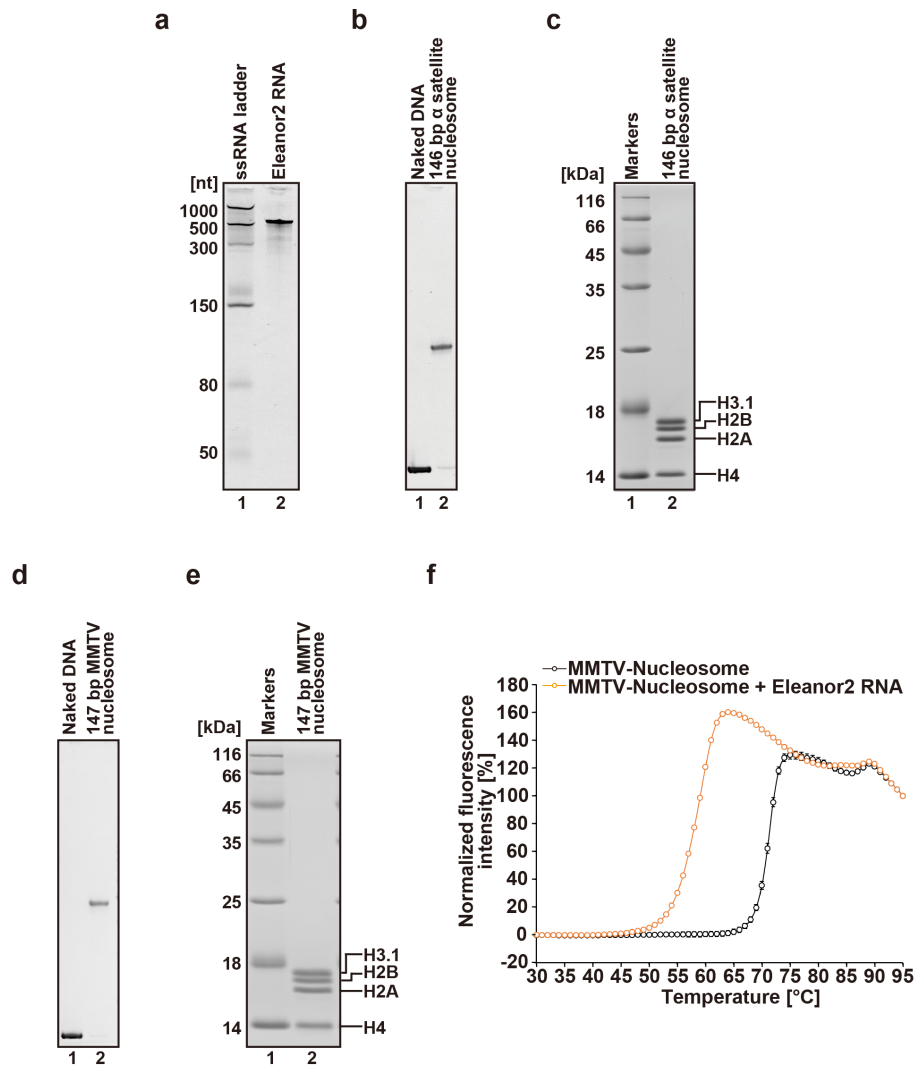 a
ssRNA ladder
Eleanor2 RNA
[nt]
1000
500
300
150
80
50
1
2
b
Naked DNA
146 bp α satellite
nucleosome
1
2
c
Markers
146 bp α satellite
nucleosome
[kDa]
116
66
45
35
25
18
14
H3.1
H2B
H2A
H4
1
2
d
Naked DNA
147 bp MMTV
nucleosome
1
2
e
Markers
147 bp MMTV
nucleosome
[kDa]
116
66
45
35
25
18
14
H3.1
H2B
H2A
H4
1
2
f
MMTV-Nucleosome
MMTV-Nucleosome + Eleanor2 RNA
Normalized fluorescence
intensity [%]
180
160
140
120
100
80
60
40
20
0
-20
30 35 40 45 50 55 60 65 70 75 80 85 90 95
Temperature [°C]